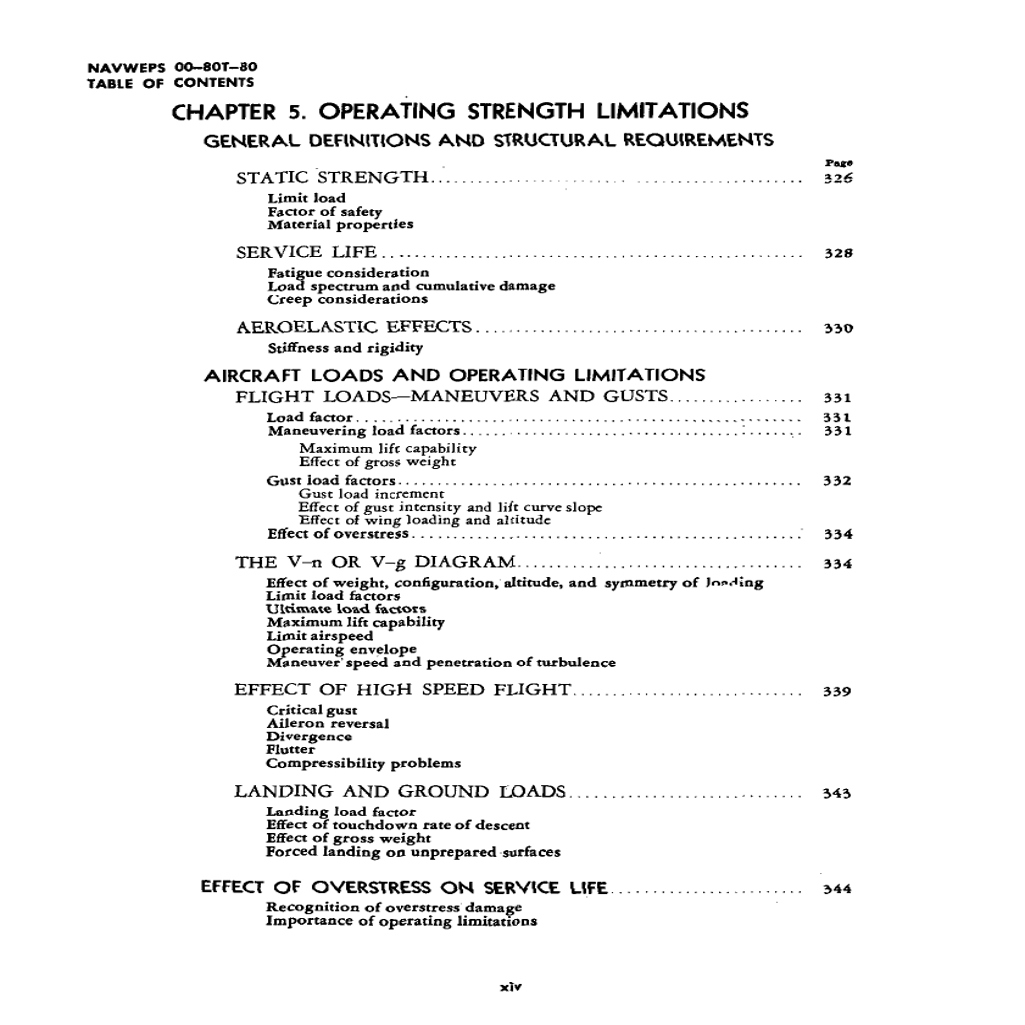 NAVWEPS 00-80T-80
TABLE OF CONTENTS
CHAPTER 5. OPERATING STRENGTH LIMITATIONS
GENERAL DEFINITIONS AND STRUCTURAL REQUIREMENTS
Page
STATIC STRENGTH 326
Limit load
Factor of safety
Material properties
SERVICE LIFE 328
Fatigue consideration
Load spectrum and cumulative damage
Creep considerations
AEROELASTIC EFFECTS 330
Stiffness and rigidity
AIRCRAFT LOADS AND OPERATING LIMITATIONS
FLIGHT LOADS—MANEUVERS AND GUSTS 331
Load factor 331
Maneuvering load factors 331
Maximum lift capability
Effect of gross weight
Gust load factors 332
Gust load increment
Effect of gust intensity and lift curve slope
Effect of wing loading and altitude
Effect of overstress 334
THE V-n OR V-g DIAGRAM 334
Effect of weight, configuration, altitude, and symmetry of loading
Limit load factors
Ultimate load factors
Maximum lift capability
Limit airspeed
Operating envelope
Maneuver speed and penetration of turbulence
EFFECT OF HIGH SPEED FLIGHT 339
Critical gust
Aileron reversal
Divergence
Flutter
Compressibility problems
LANDING AND GROUND LOADS 343
Landing load factor
Effect of touchdown rate of descent
Effect of gross weight
Forced landing on unprepared surfaces
EFFECT OF OVERSTRESS ON SERVICE LIFE 344
Recognition of overstress damage
Importance of operating limitations
xiv